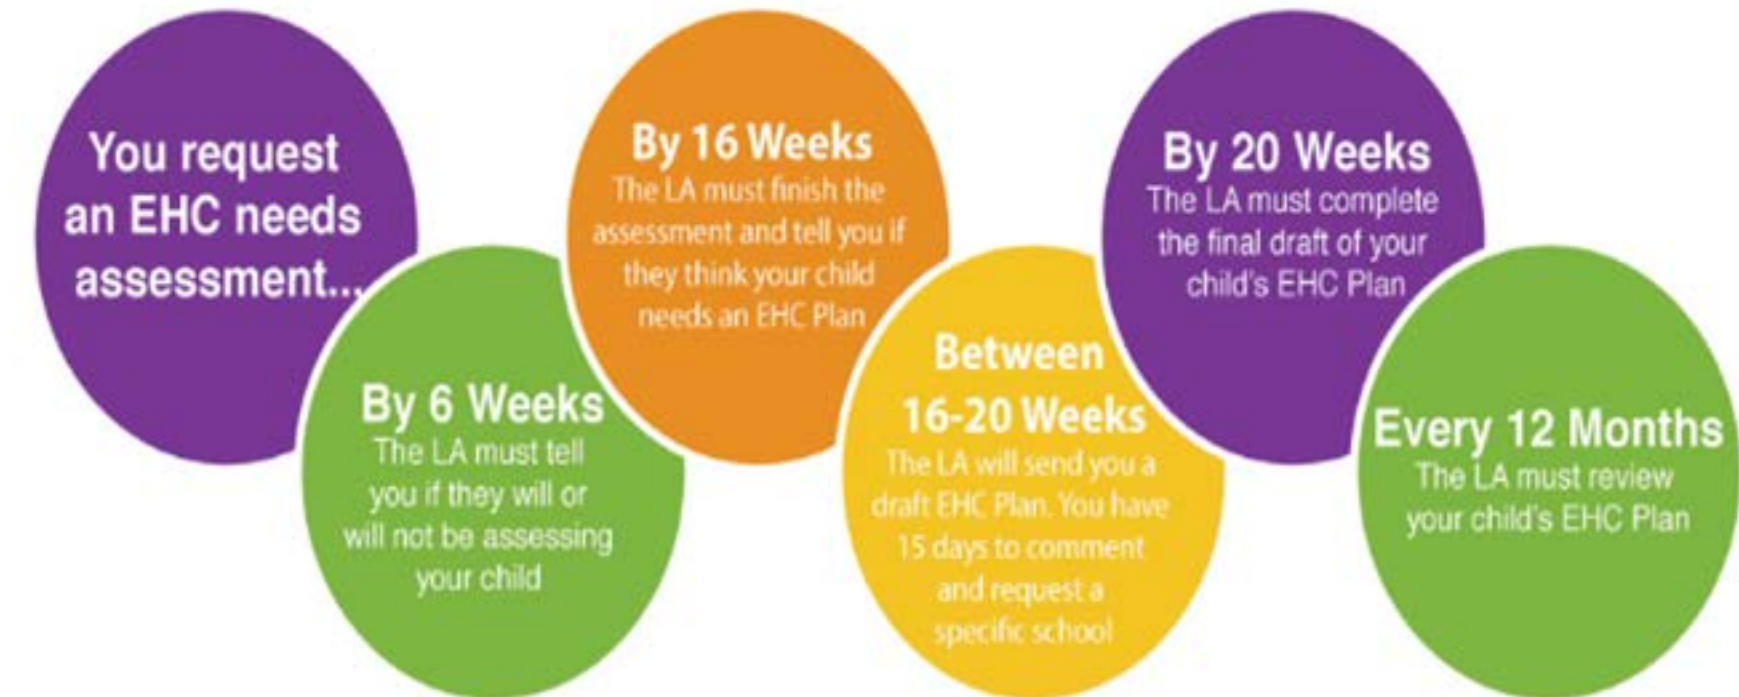 You request
an EHC needs
assessment...
By 6 Weeks
The LA must tell
you if they will or
will not be assessing
your child
By 16 Weeks
The LA must finish the
assessment and tell you if
they think your child
needs an EHC Plan
Between
16-20 Weeks
The LA will send you a
draft EHC Plan. You have
15 days to comment
and request a
specific school
By 20 Weeks
The LA must complete
the final draft of your
child's EHC Plan
Every 12 Months
The LA must review
your child's EHC Plan